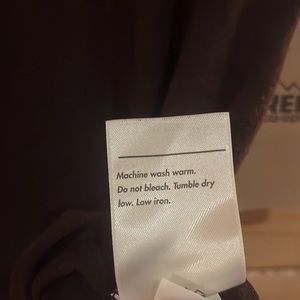 Machine wash warm.
Do not bleach. Tumble dry
low. Low iron.